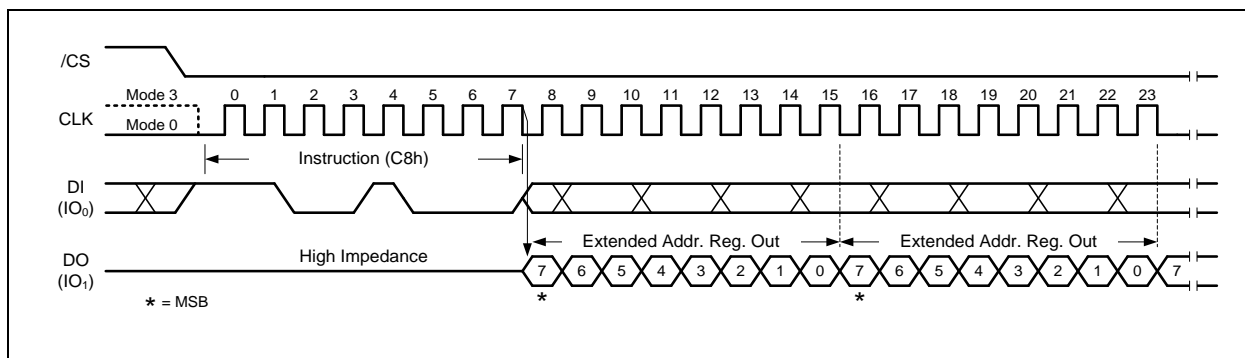 /CS
Mode 3 0 1 2 3 4 5 6 7 8 9 10 11 12 13 14 15 16 17 18 19 20 21 22 23
CLK Mode 0
Instruction (C8h)
DI
(IO₀)
Extended Addr. Reg. Out Extended Addr. Reg. Out
DO High Impedance
(IO₁) 7 6 5 4 3 2 1 0 7 6 5 4 3 2 1 0 7
* *
* = MSB